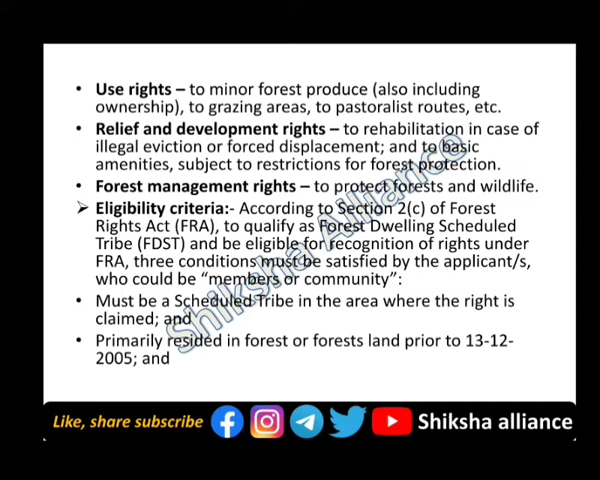 • Use rights – to minor forest produce (also including
ownership), to grazing areas, to pastoralist routes, etc.
• Relief and development rights – to rehabilitation in case of
illegal eviction or forced displacement; and to basic
amenities, subject to restrictions for forest protection.
• Forest management rights – to protect forests and wildlife.
➢ Eligibility criteria:- According to Section 2(c) of Forest
Rights Act (FRA), to qualify as Forest Dwelling Scheduled
Tribe (FDST) and be eligible for recognition of rights under
FRA, three conditions must be satisfied by the applicant/s,
who could be “members or community”:
• Must be a Scheduled Tribe in the area where the right is
claimed; and
• Primarily resided in forest or forests land prior to 13-12-
2005; and
Shiksha Alliance
Like, share subscribe
Shiksha alliance